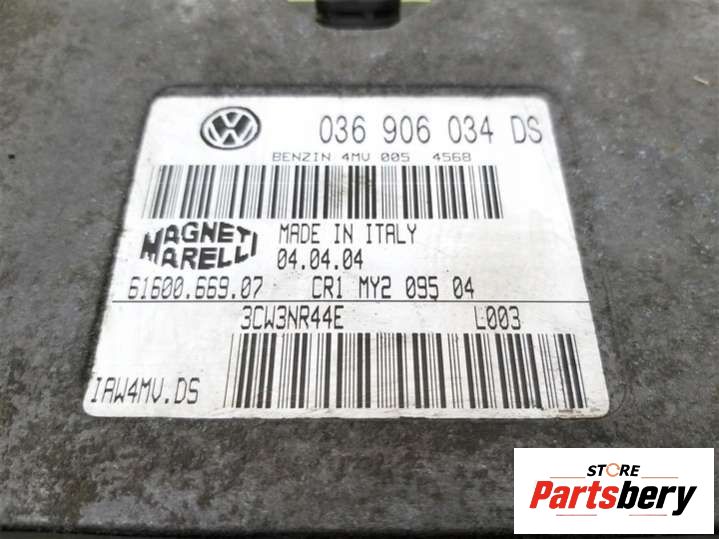 036 906 034 DS
BENZIN 4MV 005 4568
MAGNETI MARELLI
MADE IN ITALY
04.04.04
61600.669.07 CR1 MY2 095 04
3CW3NR44E L003
IAW4MV.DS
STORE
Partsbery